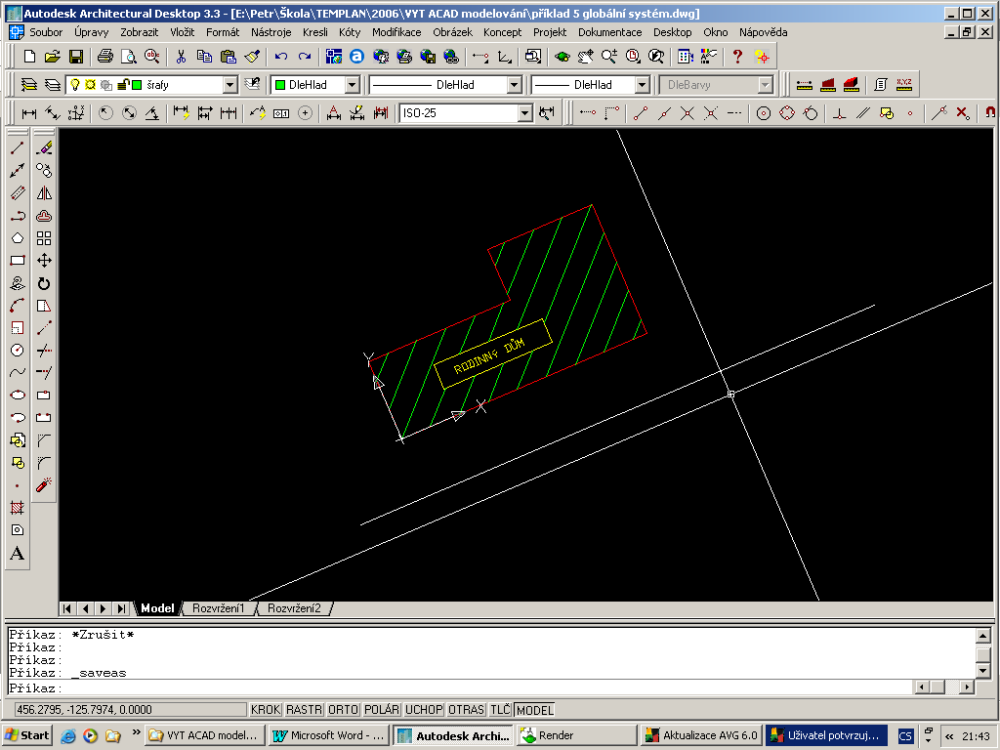 Autodesk Architectural Desktop 3.3 - [E:\Petr\Škola\TEMPLAN\2006\VYT ACAD modelování\příklad 5 globální systém.dwg]
Soubor Úpravy Zobrazit Vložit Formát Nástroje Kresli Kóty Modifikace Obrázek Koncept Projekt Dokumentace Desktop Okno Nápověda
šrafy DleHlad DleHlad DleHlad DleBarvy
ISO-25
Y
RODINNÝ DŮM
X
A
Model Rozvržení1 Rozvržení2
Příkaz: *Zrušit*
Příkaz:
Příkaz:
Příkaz: _saveas
Příkaz:
456.2795, -125.7974, 0.0000 KROK RASTR ORTO POLÁR UCHOP OTRAS TLČ MODEL
Start VYT ACAD model... Microsoft Word - ... Autodesk Archi... Render Aktualizace AVG 6.0 Uživatel potvrzuj... CS 21:43